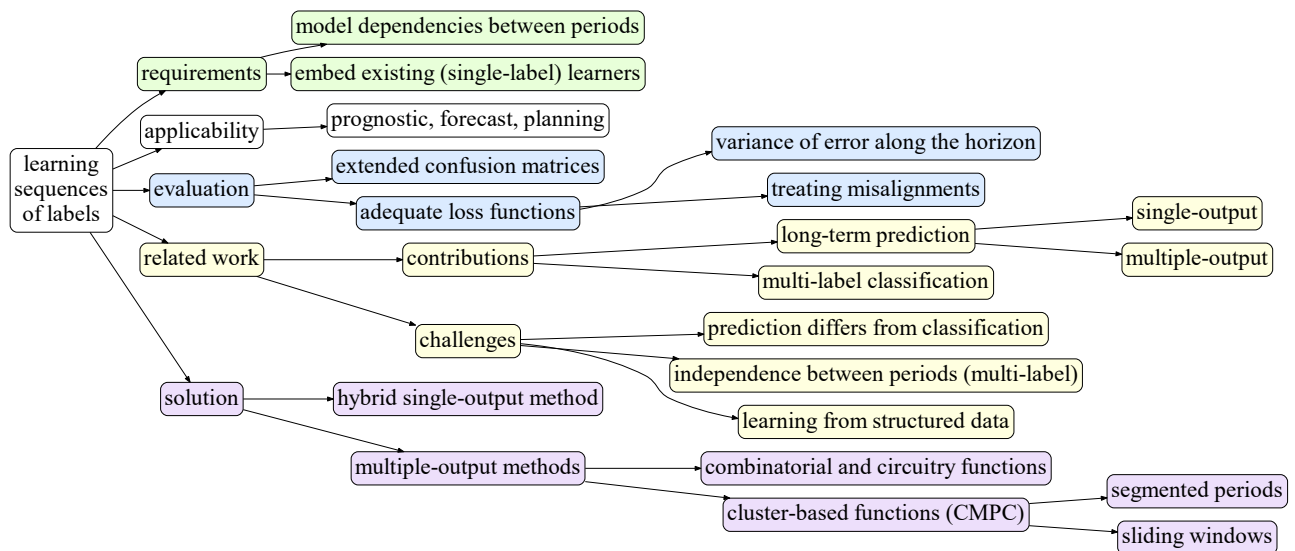 model dependencies between periods
requirements
embed existing (single-label) learners
applicability
prognostic, forecast, planning
learning
sequences
of labels
evaluation
extended confusion matrices
adequate loss functions
variance of error along the horizon
treating misalignments
related work
contributions
long-term prediction
single-output
multiple-output
multi-label classification
challenges
prediction differs from classification
independence between periods (multi-label)
learning from structured data
solution
hybrid single-output method
multiple-output methods
combinatorial and circuitry functions
cluster-based functions (CMPC)
segmented periods
sliding windows